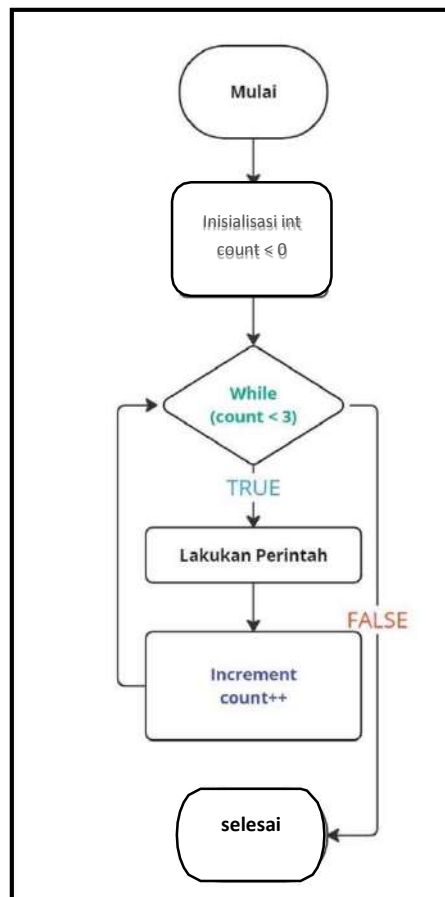 Mulai
Inisialisasi int
count < 0
While
(count < 3)
TRUE
Lakukan Perintah
FALSE
Increment
count++
selesai